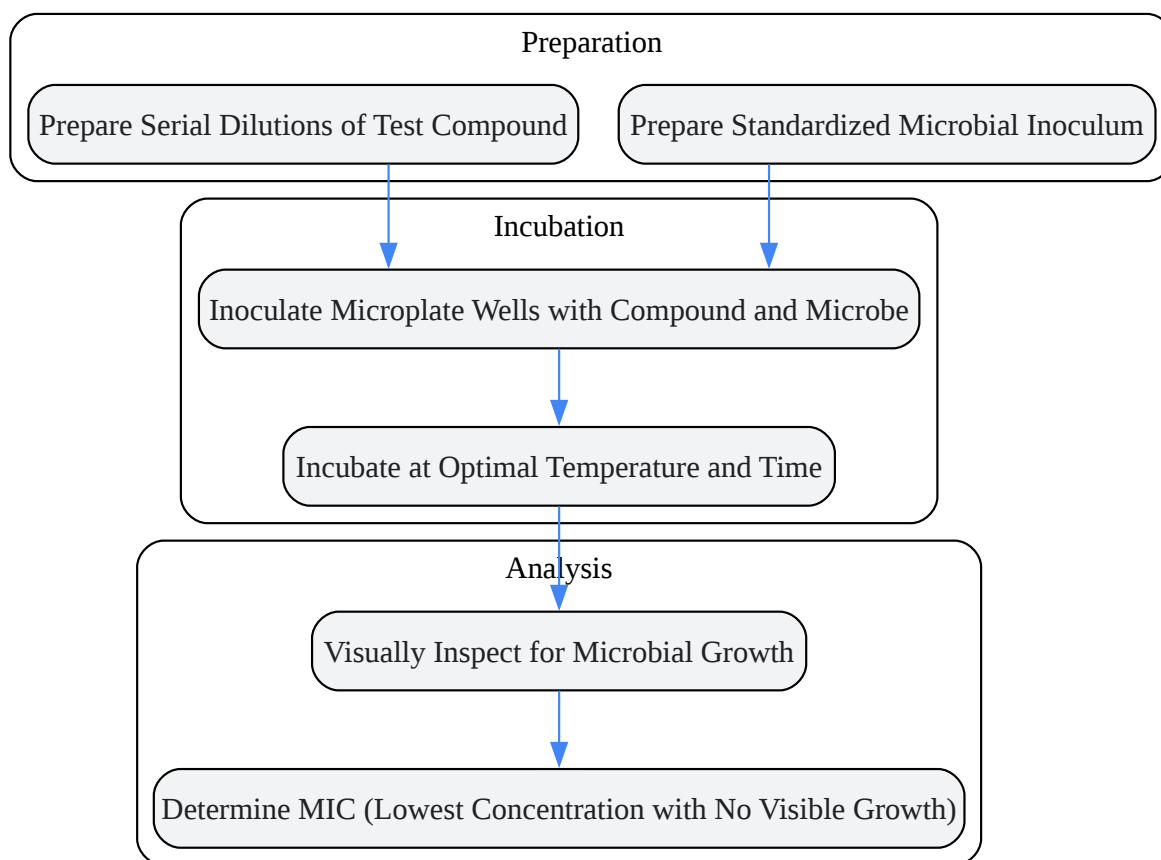 Preparation
Prepare Serial Dilutions of Test Compound
Prepare Standardized Microbial Inoculum
Incubation
Inoculate Microplate Wells with Compound and Microbe
Incubate at Optimal Temperature and Time
Analysis
Visually Inspect for Microbial Growth
Determine MIC (Lowest Concentration with No Visible Growth)